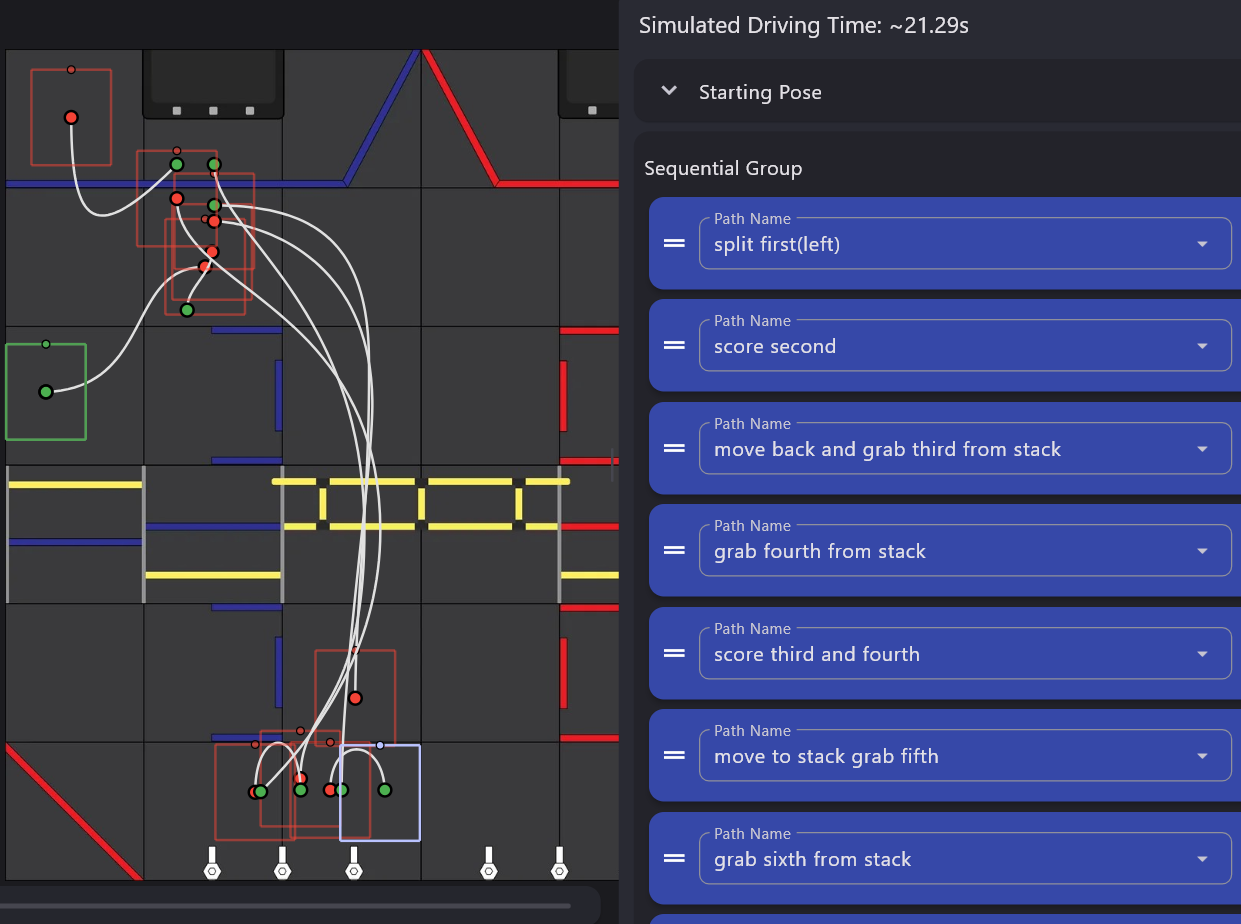 Simulated Driving Time: ~21.29s
Starting Pose
Sequential Group
Path Name
split first(left)
Path Name
score second
Path Name
move back and grab third from stack
Path Name
grab fourth from stack
Path Name
score third and fourth
Path Name
move to stack grab fifth
Path Name
grab sixth from stack